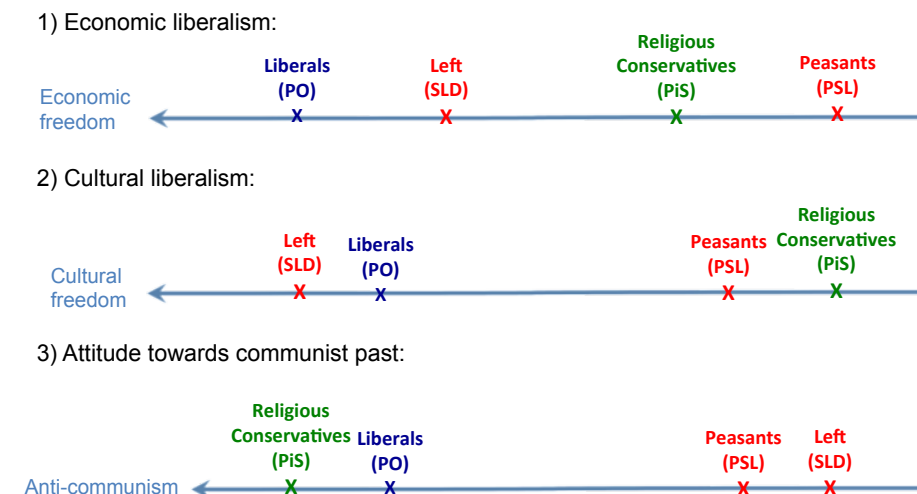 1) Economic liberalism:
Liberals
(PO)
Left
(SLD)
Religious
Conservatives
(PiS)
Peasants
(PSL)
Economic
freedom
X X X X
2) Cultural liberalism:
Left
(SLD)
Liberals
(PO)
Peasants
(PSL)
Religious
Conservatives
(PiS)
Cultural
freedom
X X X X
3) Attitude towards communist past:
Religious
Conservatives
(PiS)
Liberals
(PO)
Peasants
(PSL)
Left
(SLD)
Anti-communism
X X X X